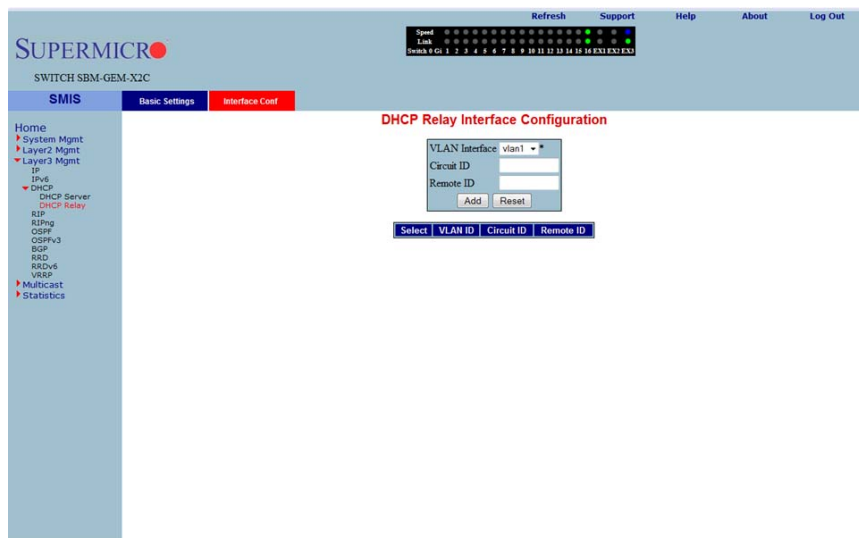 Refresh Support Help About Log Out
SUPERMICRO
SWITCH SBM-GEM-X2C
Speed
Link
Switch 0 Gi 1 2 3 4 5 6 7 8 9 10 11 12 13 14 15 16 EX1 EX2 EX3
SMIS
Basic Settings Interface Conf
Home
System Mgmt
Layer2 Mgmt
Layer3 Mgmt
IP
IPv6
DHCP
DHCP Server
DHCP Relay
RIP
RIPng
OSPF
OSPFv3
BGP
RRD
RRDv6
VRRP
Multicast
Statistics
DHCP Relay Interface Configuration
VLAN Interface vlan1 *
Circuit ID
Remote ID
Add Reset
Select VLAN ID Circuit ID Remote ID